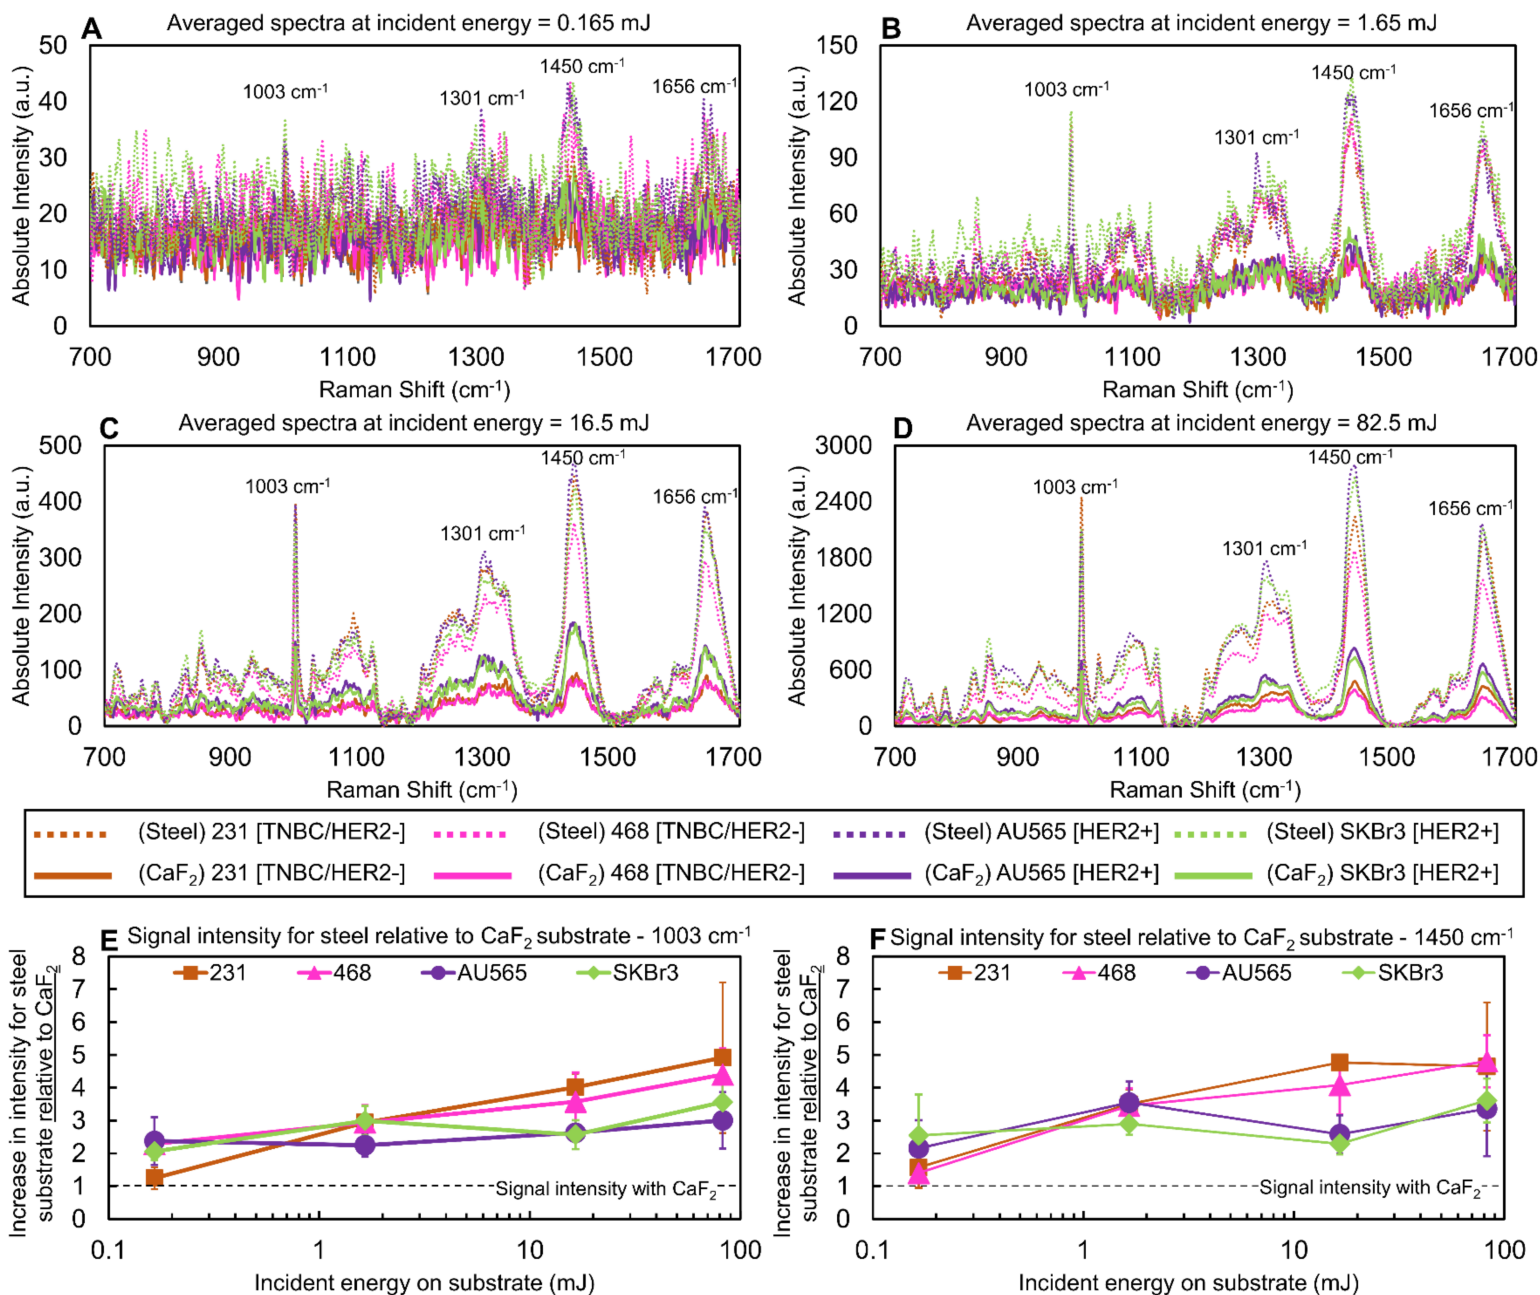 A Averaged spectra at incident energy = 0.165 mJ
Absolute Intensity (a.u.)
50
40
30
20
10
0
1003 cm⁻¹
1301 cm⁻¹
1450 cm⁻¹
1656 cm⁻¹
700 900 1100 1300 1500 1700
Raman Shift (cm⁻¹)
B Averaged spectra at incident energy = 1.65 mJ
Absolute Intensity (a.u.)
150
120
90
60
30
0
1003 cm⁻¹
1301 cm⁻¹
1450 cm⁻¹
1656 cm⁻¹
700 900 1100 1300 1500 1700
Raman Shift (cm⁻¹)
C Averaged spectra at incident energy = 16.5 mJ
Absolute Intensity (a.u.)
500
400
300
200
100
0
1003 cm⁻¹
1301 cm⁻¹
1450 cm⁻¹
1656 cm⁻¹
700 900 1100 1300 1500 1700
Raman Shift (cm⁻¹)
D Averaged spectra at incident energy = 82.5 mJ
Absolute Intensity (a.u.)
3000
2400
1800
1200
600
0
1003 cm⁻¹
1301 cm⁻¹
1450 cm⁻¹
1656 cm⁻¹
700 900 1100 1300 1500 1700
Raman Shift (cm⁻¹)
(Steel) 231 [TNBC/HER2-] (Steel) 468 [TNBC/HER2-] (Steel) AU565 [HER2+] (Steel) SKBr3 [HER2+]
(CaF₂) 231 [TNBC/HER2-] (CaF₂) 468 [TNBC/HER2-] (CaF₂) AU565 [HER2+] (CaF₂) SKBr3 [HER2+]
E Signal intensity for steel relative to CaF₂ substrate - 1003 cm⁻¹
Increase in intensity for steel
substrate relative to CaF₂
8
7
6
5
4
3
2
1
0
231 468 AU565 SKBr3
Signal intensity with CaF₂
0.1 1 10 100
Incident energy on substrate (mJ)
F Signal intensity for steel relative to CaF₂ substrate - 1450 cm⁻¹
Increase in intensity for steel
substrate relative to CaF₂
8
7
6
5
4
3
2
1
0
231 468 AU565 SKBr3
Signal intensity with CaF₂
0.1 1 10 100
Incident energy on substrate (mJ)